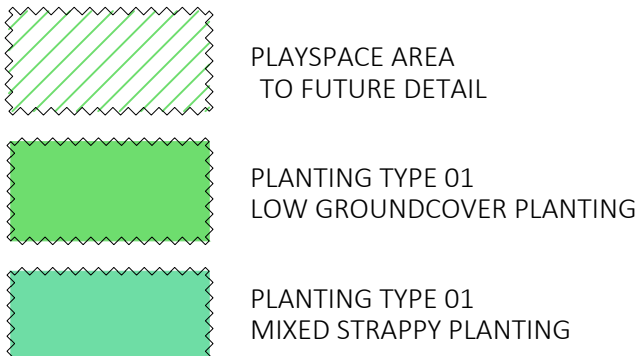 PLAYSPACE AREA
TO FUTURE DETAIL
PLANTING TYPE 01
LOW GROUNDCOVER PLANTING
PLANTING TYPE 01
MIXED STRAPPY PLANTING